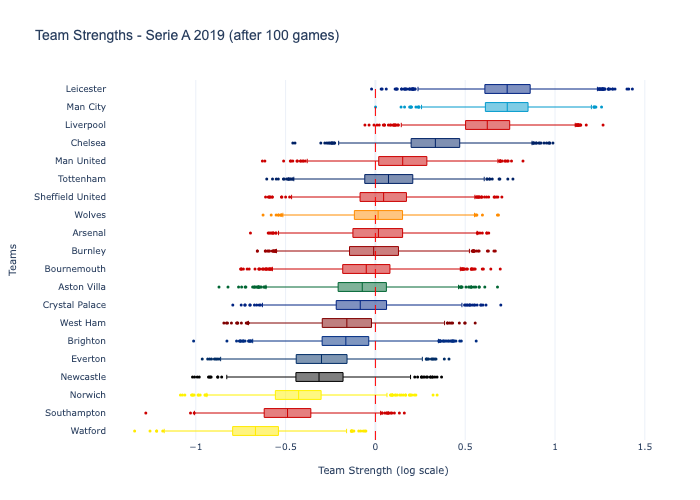 Team Strengths - Serie A 2019 (after 100 games)
Leicester
Man City
Liverpool
Chelsea
Man United
Tottenham
Sheffield United
Wolves
Arsenal
Burnley
Bournemouth
Aston Villa
Crystal Palace
West Ham
Brighton
Everton
Newcastle
Norwich
Southampton
Watford
Teams
−1 −0.5 0 0.5 1 1.5
Team Strength (log scale)